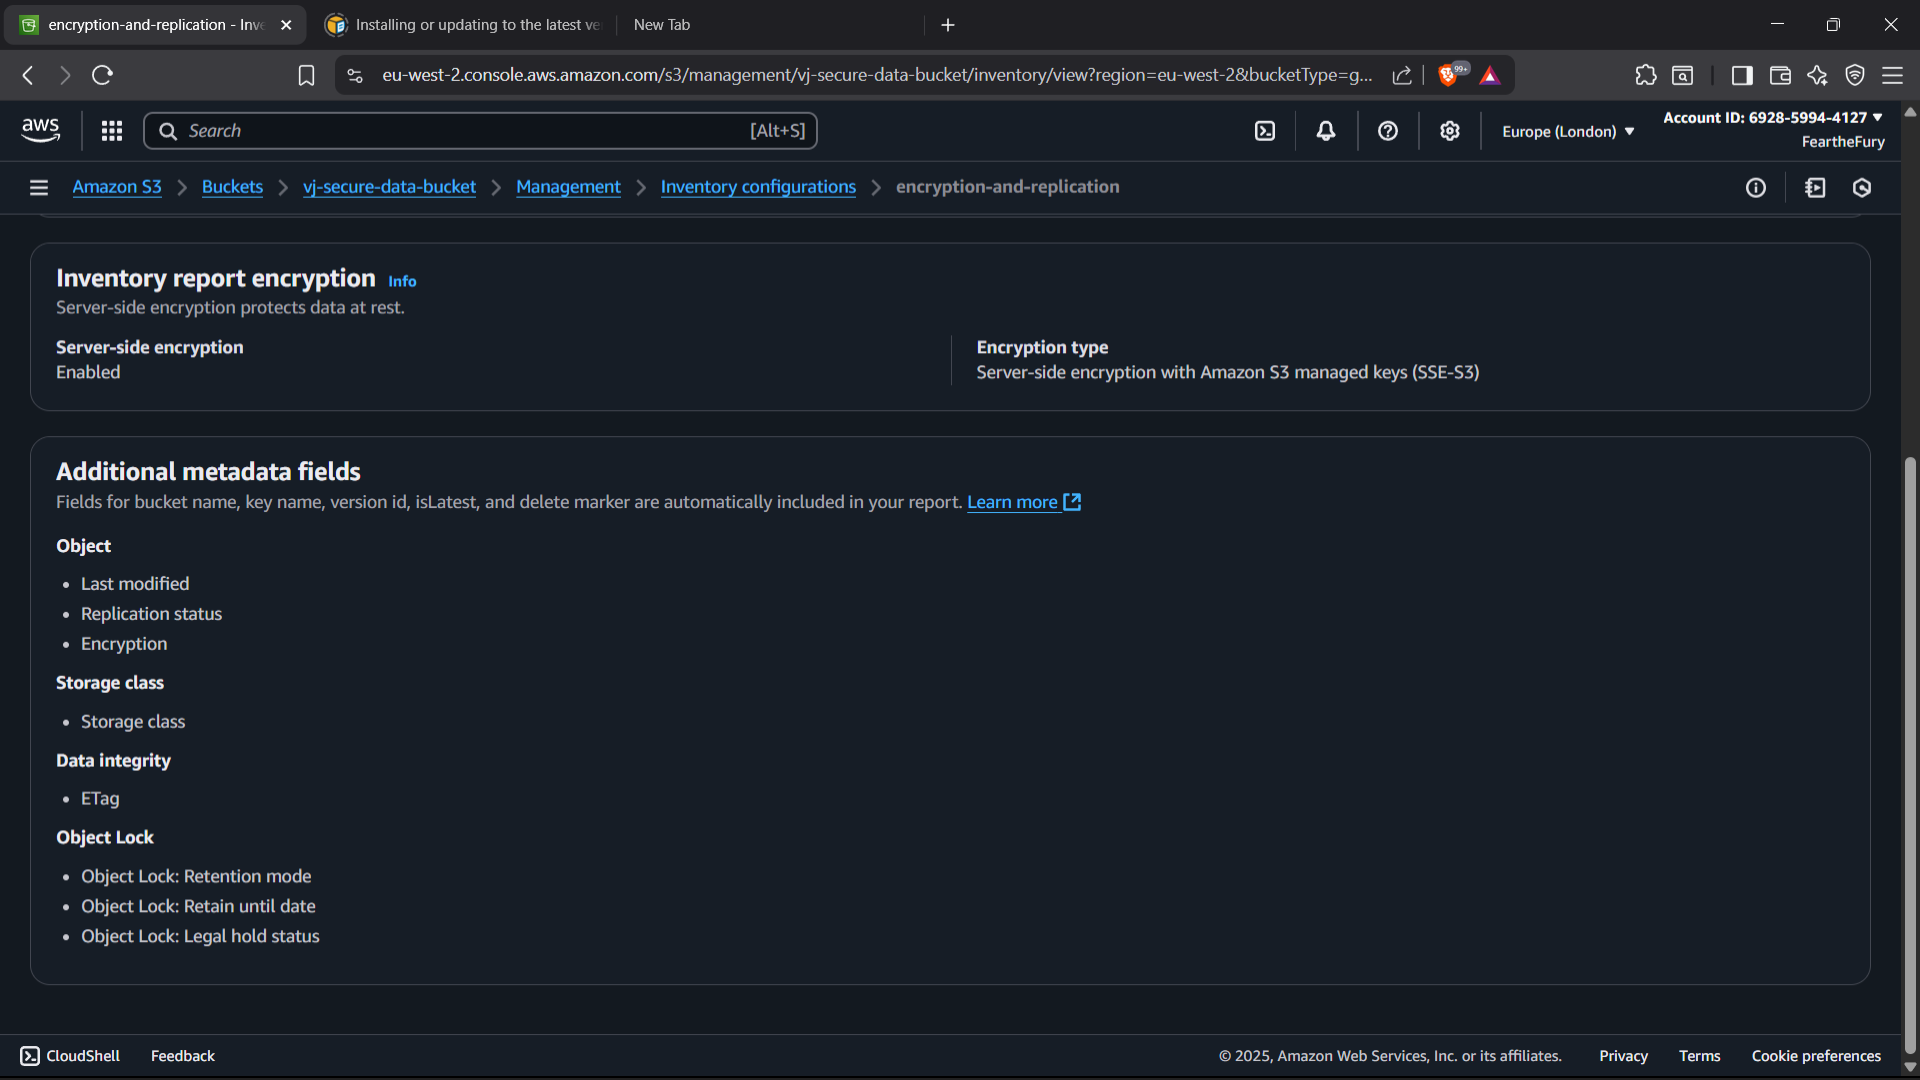 encryption-and-replication - Inve
Installing or updating to the latest ve
New Tab
eu-west-2.console.aws.amazon.com/s3/management/vj-secure-data-bucket/inventory/view?region=eu-west-2&bucketType=g...
99+
aws
Search
[Alt+S]
Europe (London)
Account ID: 6928-5994-4127
FeartheFury
Amazon S3
Buckets
vj-secure-data-bucket
Management
Inventory configurations
encryption-and-replication
Inventory report encryption Info
Server-side encryption protects data at rest.
Server-side encryption
Enabled
Encryption type
Server-side encryption with Amazon S3 managed keys (SSE-S3)
Additional metadata fields
Fields for bucket name, key name, version id, isLatest, and delete marker are automatically included in your report. Learn more
Object
• Last modified
• Replication status
• Encryption
Storage class
• Storage class
Data integrity
• ETag
Object Lock
• Object Lock: Retention mode
• Object Lock: Retain until date
• Object Lock: Legal hold status
CloudShell
Feedback
© 2025, Amazon Web Services, Inc. or its affiliates.
Privacy
Terms
Cookie preferences